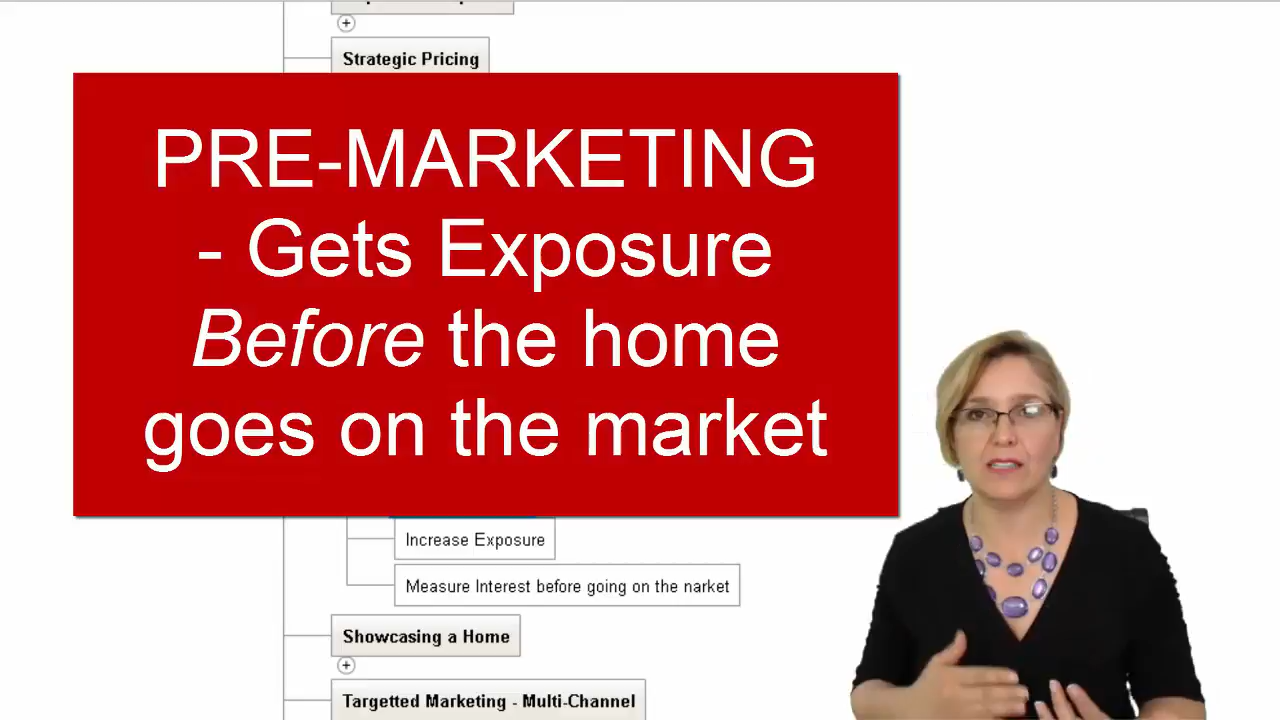 Strategic Pricing
PRE-MARKETING
- Gets Exposure
Before the home
goes on the market
Increase Exposure
Measure Interest before going on the narket
Showcasing a Home
Targetted Marketing - Multi-Channel